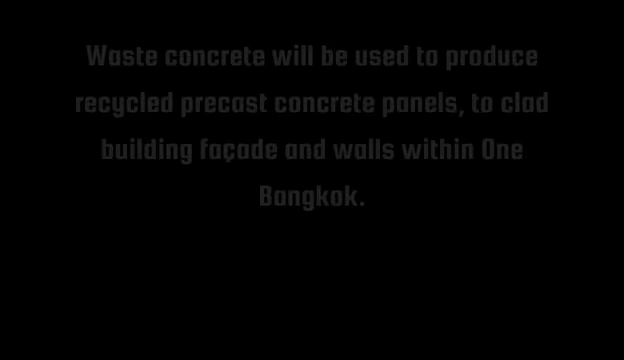 Waste concrete will be used to produce
recycled precast concrete panels, to clad
building façade and walls within One
Bangkok.